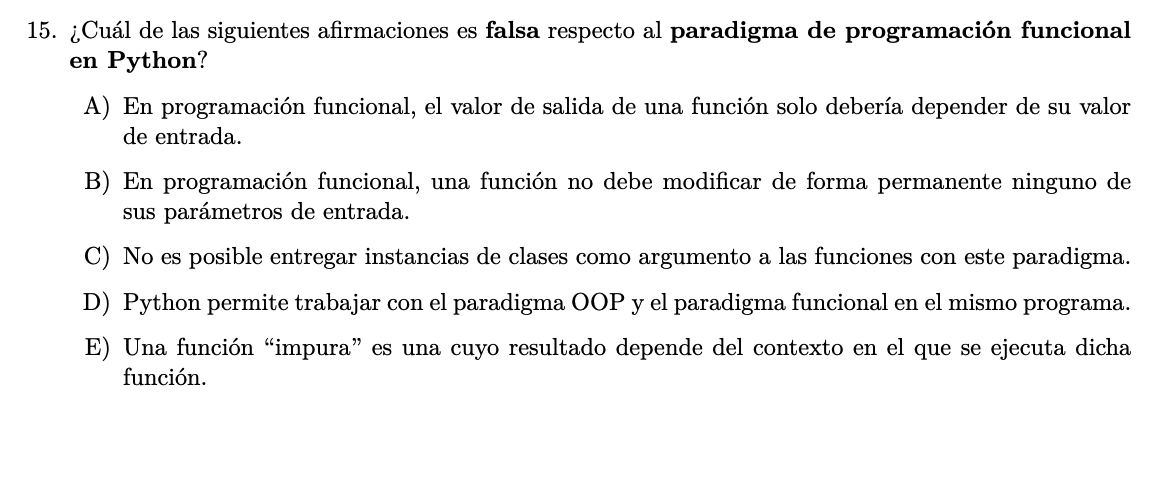 15. ¿Cuál de las siguientes afirmaciones es falsa respecto al paradigma de programación funcional
en Python?
A) En programación funcional, el valor de salida de una función solo debería depender de su valor
de entrada.
B) En programación funcional, una función no debe modificar de forma permanente ninguno de
sus parámetros de entrada.
C) No es posible entregar instancias de clases como argumento a las funciones con este paradigma.
D) Python permite trabajar con el paradigma OOP y el paradigma funcional en el mismo programa.
E) Una función “impura” es una cuyo resultado depende del contexto en el que se ejecuta dicha
función.